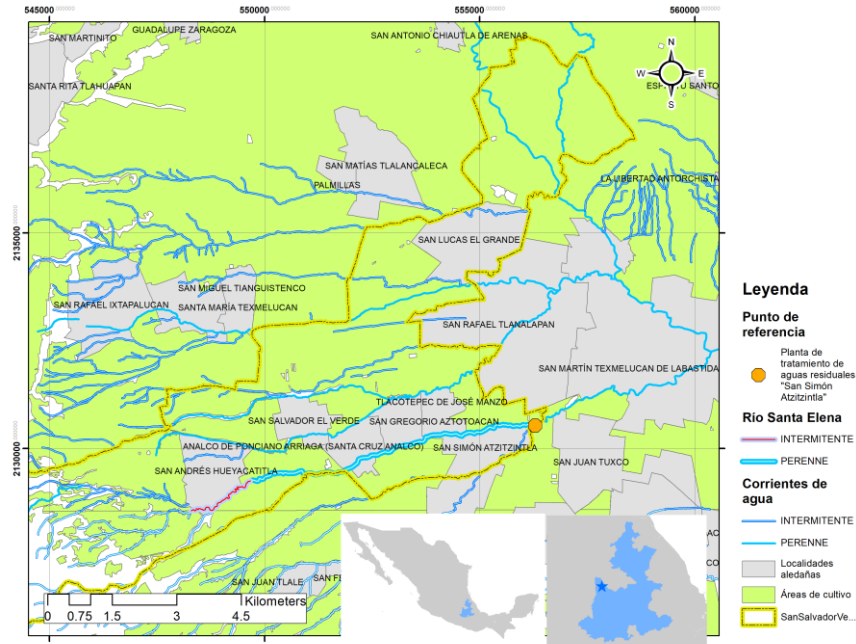 545000
550000
555000
560000
SAN MARTINITO
GUADALUPE ZARAGOZA
SAN ANTONIO CHIAUTLA DE ARENAS
N
W
E
S
SANTA RITA TLAHUAPAN
SAN MATÍAS TLALANCALECA
PALMILLAS
LA LIBERTAD ANTORCHISTA
2135000
SAN LUCAS EL GRANDE
SAN MIGUEL TIANGUISTENCO
SAN RAFAEL IXTAPALUCAN
SANTA MARÍA TEXMELUCAN
SAN RAFAEL TLANALAPAN
SAN MARTÍN TEXMELUCAN DE LABASTIDA
TLACOTEPEC DE JOSÉ MANZO
SAN SALVADOR EL VERDE
SAN GREGORIO AZTOTOACAN
2130000
ANALCO DE PONCIANO ARRIAGA (SANTA CRUZ ANALCO)
SAN SIMÓN ATZITZINTLA
SAN ANDRÉS HUEYACATITLA
SAN JUAN TUXCO
SAN JUAN TLALE
SAN FE
Kilometers
0 0.75 1.5 3 4.5
Leyenda
Punto de
referencia
Planta de
tratamiento de
aguas residuales
"San Simón
Atzitzintla"
Río Santa Elena
INTERMITENTE
PERENNE
Corrientes de
agua
INTERMITENTE
PERENNE
Localidades
aledañas
Áreas de cultivo
SanSalvadorVe...